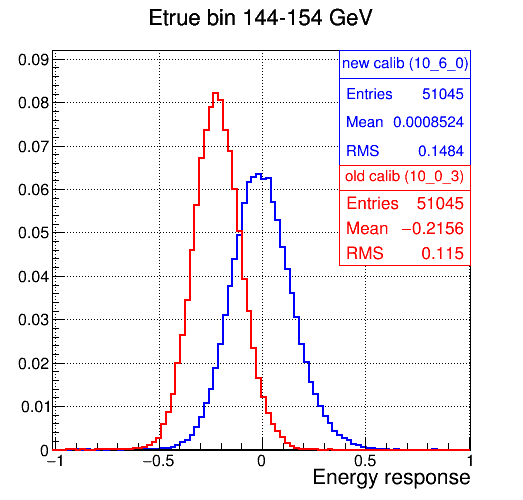 Etrue bin 144-154 GeV
0.09
0.08
0.07
0.06
0.05
0.04
0.03
0.02
0.01
0
new calib (10_6_0)
Entries 51045
Mean 0.0008524
RMS 0.1484
old calib (10_0_3)
Entries 51045
Mean −0.2156
RMS 0.115
−1 −0.5 0 0.5 1
Energy response